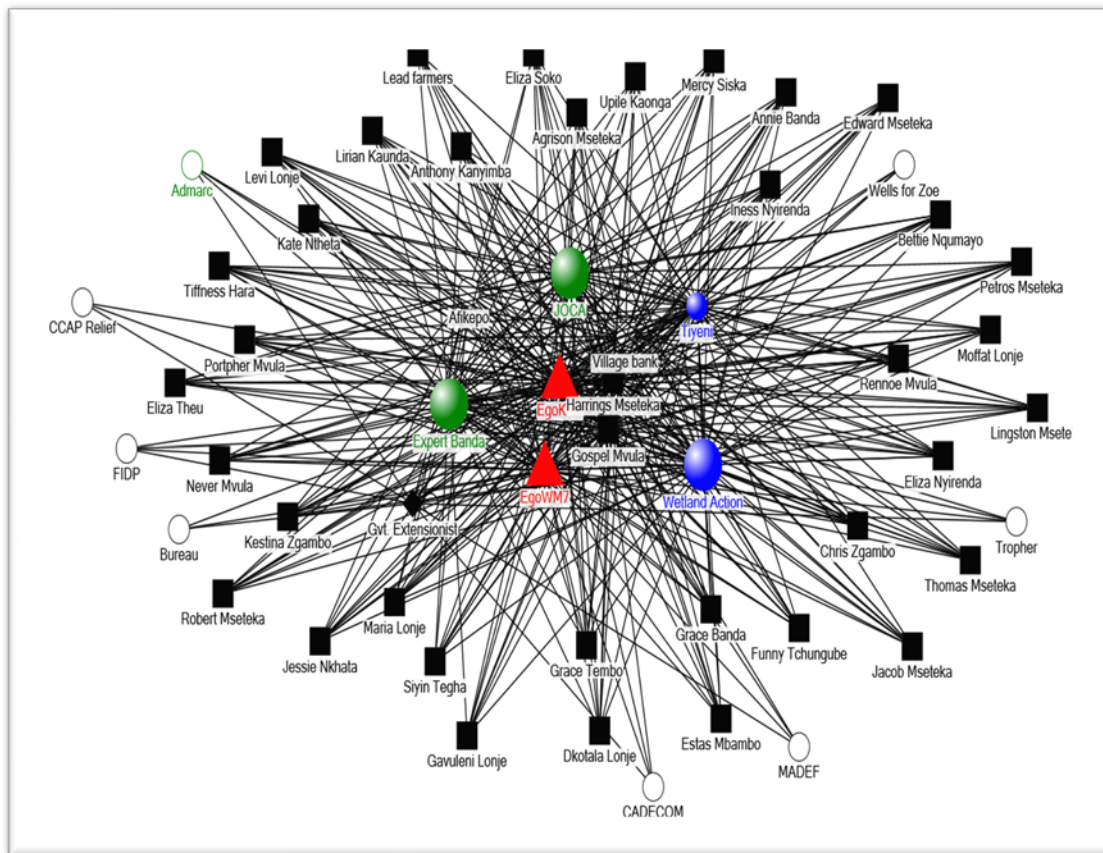 Lead farmers
Eliza Soko
Upile Kaonga
Mercy Siska
Annie Banda
Edward Mseteka
Agrison Mseteka
Lirian Kaunda
Anthony Kanyimba
Levi Lonje
Admarc
Wells for Zoe
Iness Nyirenda
Kate Ntheta
Bettie Nqumayo
Tiffness Hara
Petros Mseteka
JOCA
Afikepo
CCAP Relief
Tiyeni
Moffat Lonje
Village bank
Portpher Mvula
Rennoe Mvula
Eliza Theu
EgoK
Harrings Mseteka
Lingston Msete
Expert Banda
Gospel Mvula
Eliza Nyirenda
FIDP
Never Mvula
EgoWM7
Wetland Action
Gvt. Extensionist
Kestina Zgambo
Bureau
Chris Zgambo
Tropher
Thomas Mseteka
Robert Mseteka
Maria Lonje
Grace Banda
Funny Tchungube
Jessie Nkhata
Grace Tembo
Jacob Mseteka
Siyin Tegha
Estas Mbambo
Gavuleni Lonje
Dkotala Lonje
MADEF
CADECOM